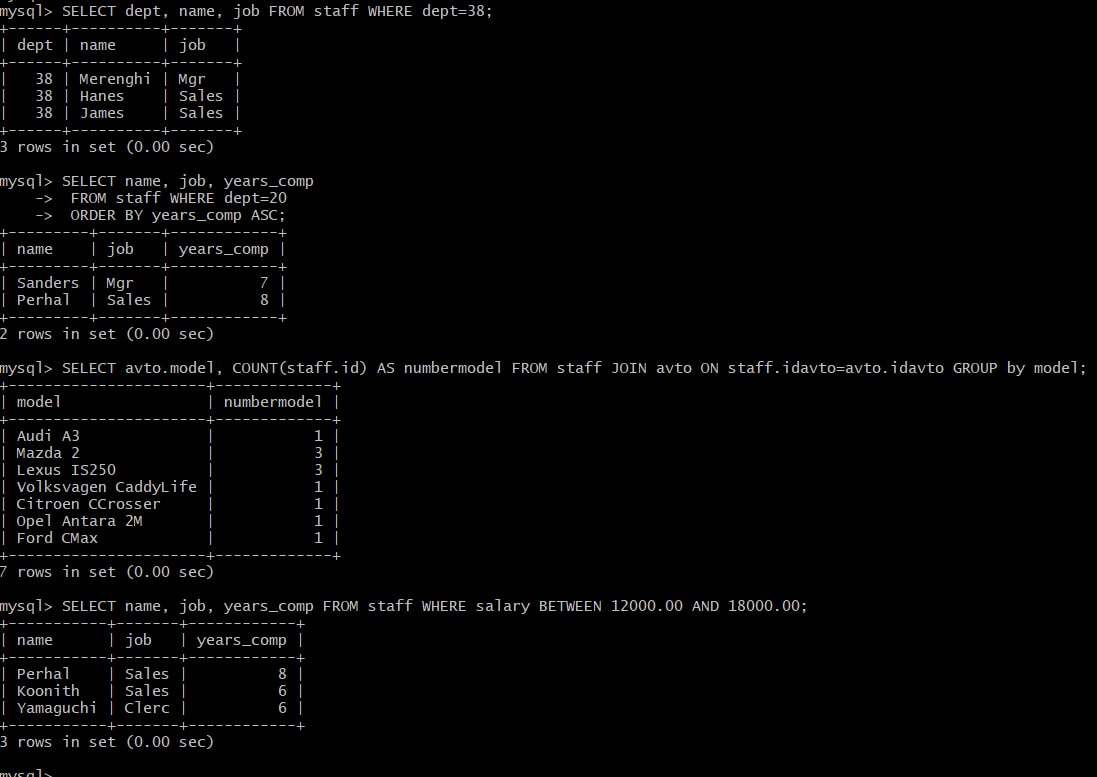 mysql> SELECT dept, name, job FROM staff WHERE dept=38;
+------+----------+-------+
| dept | name     | job   |
+------+----------+-------+
|   38 | Merenghi | Mgr   |
|   38 | Hanes    | Sales |
|   38 | James    | Sales |
+------+----------+-------+
3 rows in set (0.00 sec)

mysql> SELECT name, job, years_comp
    ->  FROM staff WHERE dept=20
    ->  ORDER BY years_comp ASC;
+---------+-------+------------+
| name    | job   | years_comp |
+---------+-------+------------+
| Sanders | Mgr   |          7 |
| Perhal  | Sales |          8 |
+---------+-------+------------+
2 rows in set (0.00 sec)

mysql> SELECT avto.model, COUNT(staff.id) AS numbermodel FROM staff JOIN avto ON staff.idavto=avto.idavto GROUP by model;
+----------------------+-------------+
| model                | numbermodel |
+----------------------+-------------+
| Audi A3              |           1 |
| Mazda 2              |           3 |
| Lexus IS250          |           3 |
| Volksvagen CaddyLife |           1 |
| Citroen CCrosser     |           1 |
| Opel Antara 2M       |           1 |
| Ford CMax            |           1 |
+----------------------+-------------+
7 rows in set (0.00 sec)

mysql> SELECT name, job, years_comp FROM staff WHERE salary BETWEEN 12000.00 AND 18000.00;
+-----------+-------+------------+
| name      | job   | years_comp |
+-----------+-------+------------+
| Perhal    | Sales |          8 |
| Koonith   | Sales |          6 |
| Yamaguchi | Clerc |          6 |
+-----------+-------+------------+
3 rows in set (0.00 sec)

mysql>